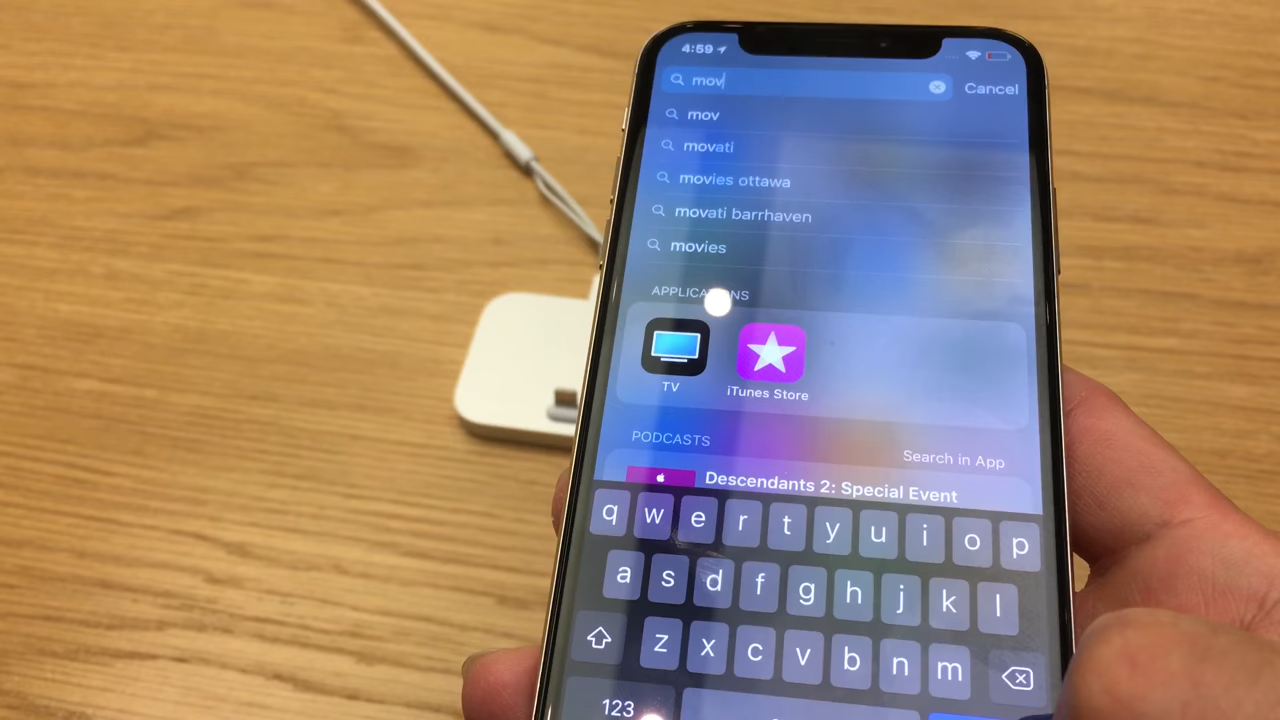 4:59
mov
Cancel
mov
movati
movies ottawa
movati barrhaven
movies
APPLICATIONS
TV
iTunes Store
PODCASTS
Search in App
Descendants 2: Special Event
q w e r t y u i o p
a s d f g h j k l
z x c v b n m
123